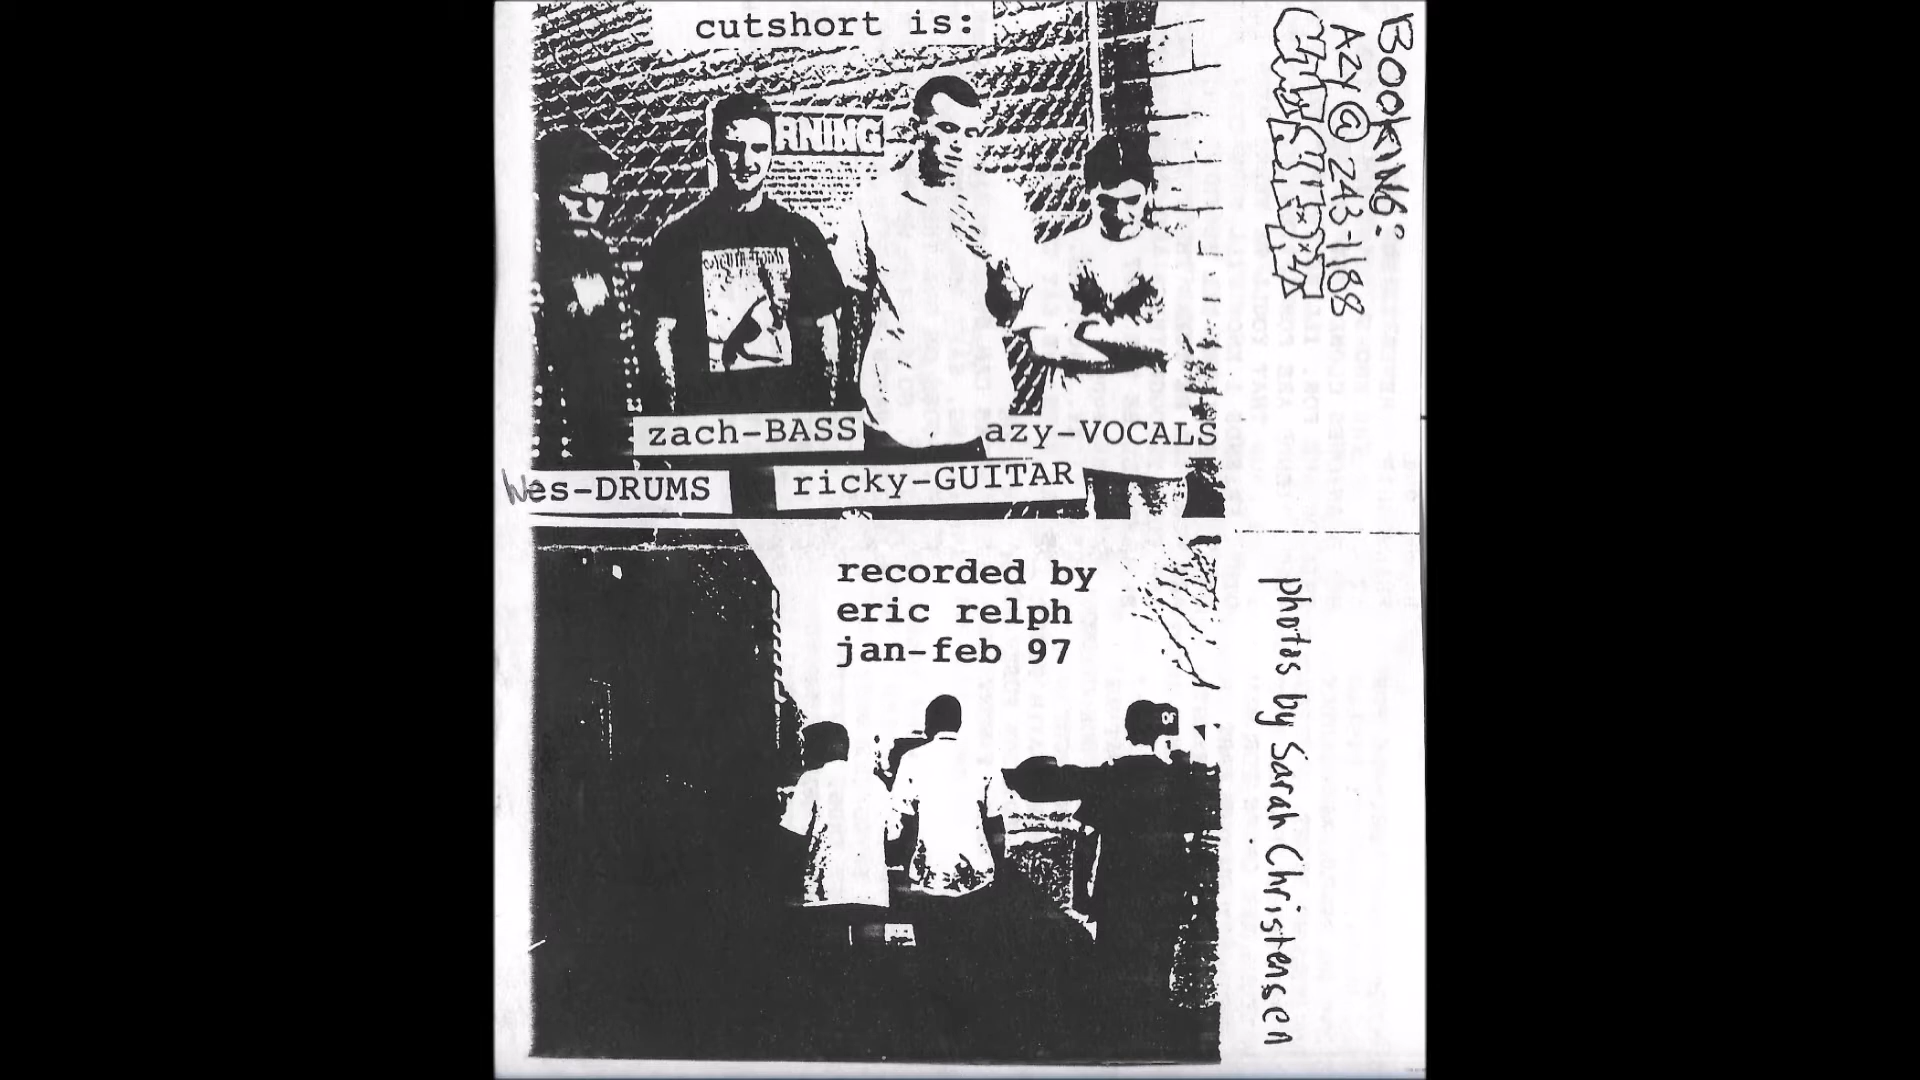 cutshort is:
RNING
zach-BASS
azy-VOCALS
Wes-DRUMS
ricky-GUITAR
recorded by
eric relph
jan-feb 97
BOOKING:
AZY @ 243-1188
CUTSHORT
photos by Sarah Christensen